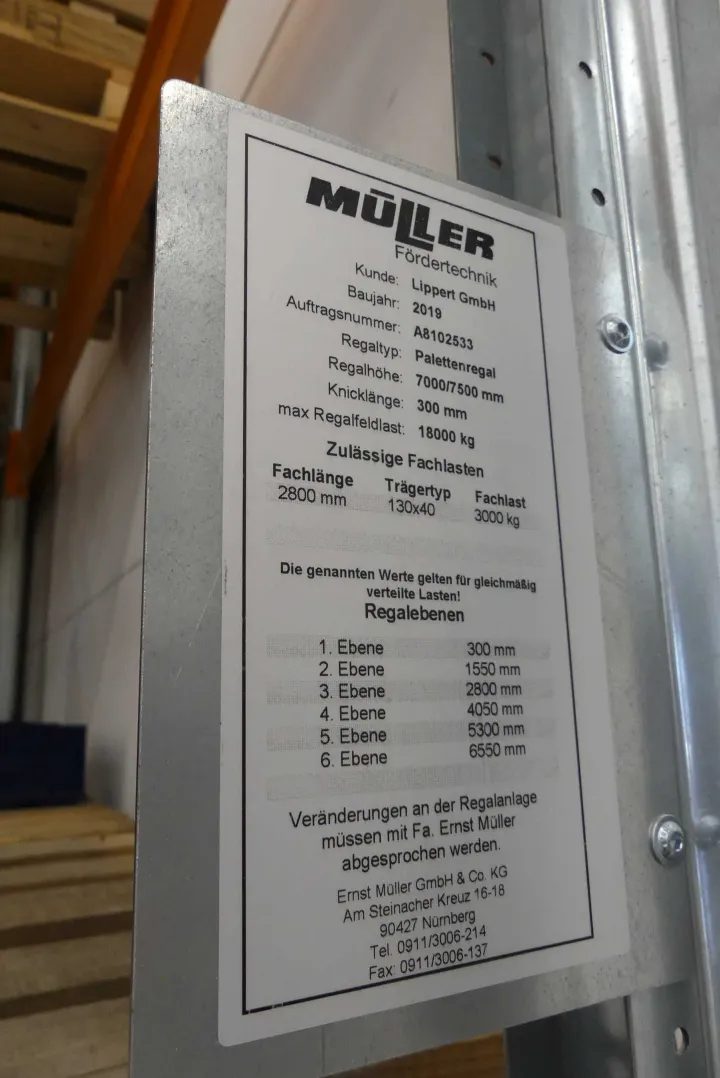 MÜLLER
Fördertechnik
Kunde: Lippert GmbH
Baujahr: 2019
Auftragsnummer: A8102533
Regaltyp: Palettenregal
Regalhöhe: 7000/7500 mm
Knicklänge: 300 mm
max Regalfeldlast: 18000 kg
Zulässige Fachlasten
Fachlänge Trägertyp Fachlast
2800 mm 130x40 3000 kg
Die genannten Werte gelten für gleichmäßig
verteilte Lasten!
Regalebenen
1. Ebene 300 mm
2. Ebene 1550 mm
3. Ebene 2800 mm
4. Ebene 4050 mm
5. Ebene 5300 mm
6. Ebene 6550 mm
Veränderungen an der Regalanlage
müssen mit Fa. Ernst Müller
abgesprochen werden.
Ernst Müller GmbH & Co. KG
Am Steinacher Kreuz 16-18
90427 Nürnberg
Tel. 0911/3006-214
Fax: 0911/3006-137